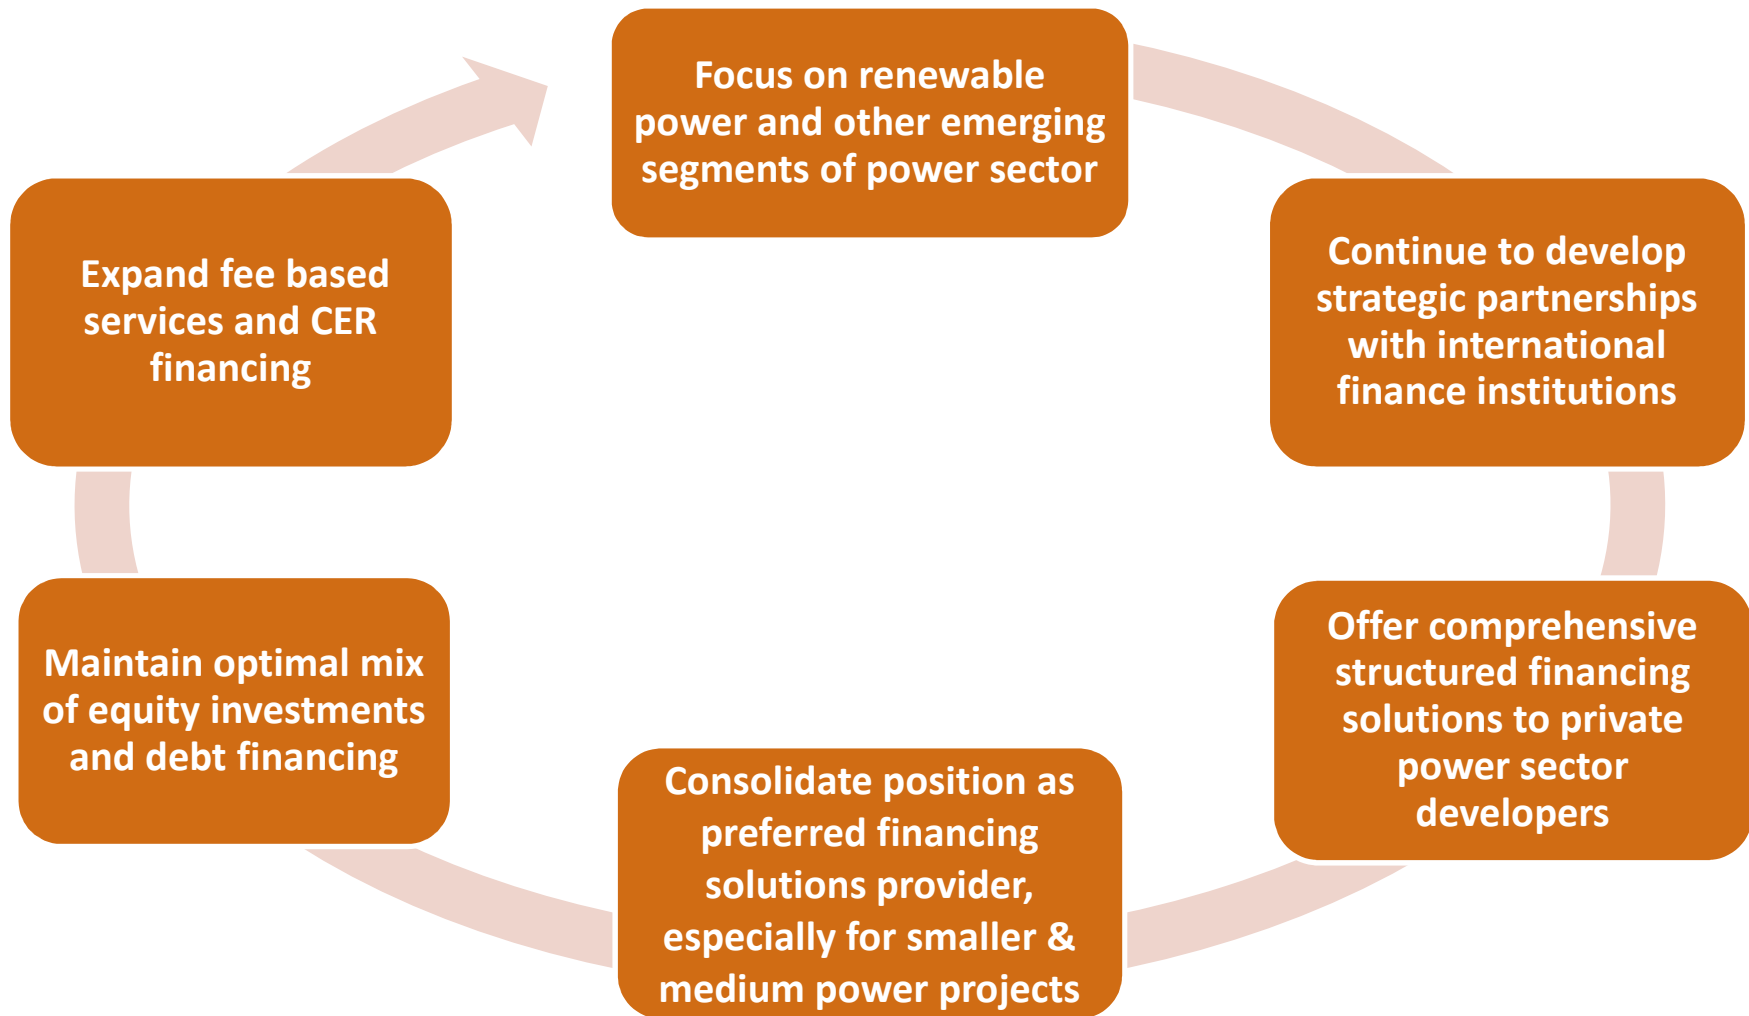 Focus on renewable
power and other emerging
segments of power sector
Continue to develop
strategic partnerships
with international
finance institutions
Offer comprehensive
structured financing
solutions to private
power sector
developers
Consolidate position as
preferred financing
solutions provider,
especially for smaller &
medium power projects
Maintain optimal mix
of equity investments
and debt financing
Expand fee based
services and CER
financing